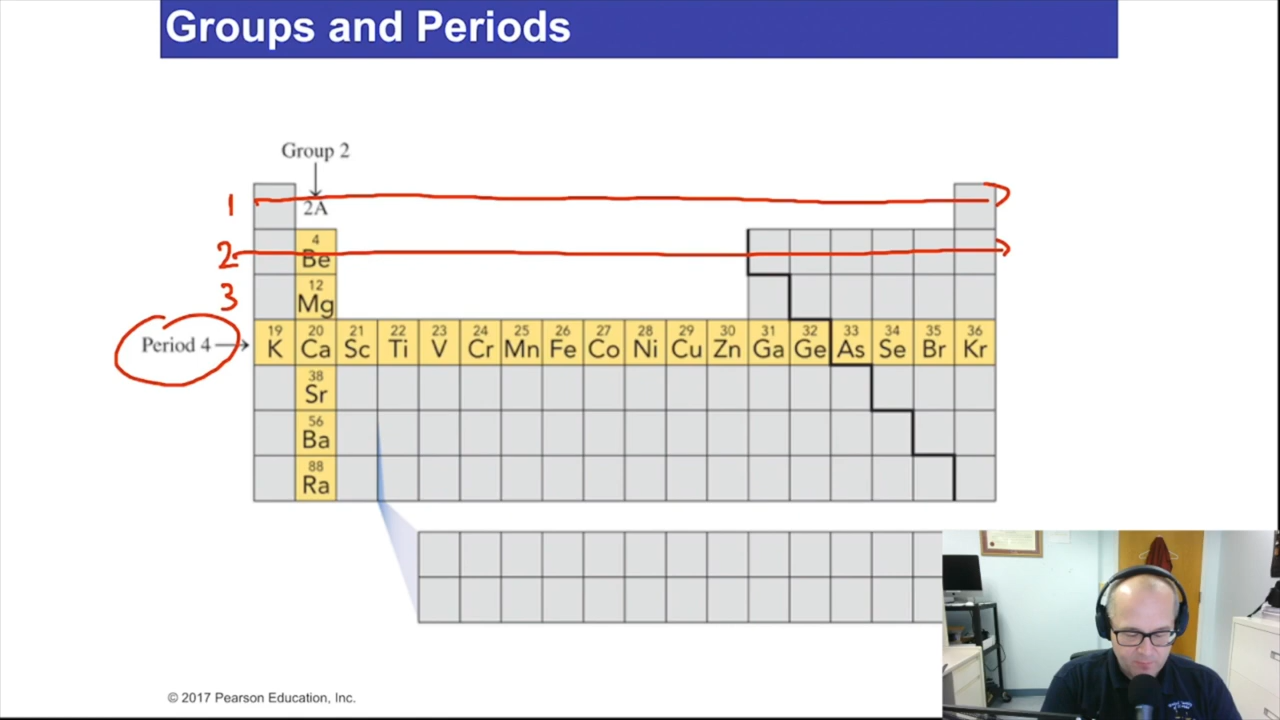 Groups and Periods
Group 2
1
2A
2
4
Be
3
12
Mg
Period 4
19 20 21 22 23 24 25 26 27 28 29 30 31 32 33 34 35 36
K Ca Sc Ti V Cr Mn Fe Co Ni Cu Zn Ga Ge As Se Br Kr
38
Sr
56
Ba
88
Ra
© 2017 Pearson Education, Inc.